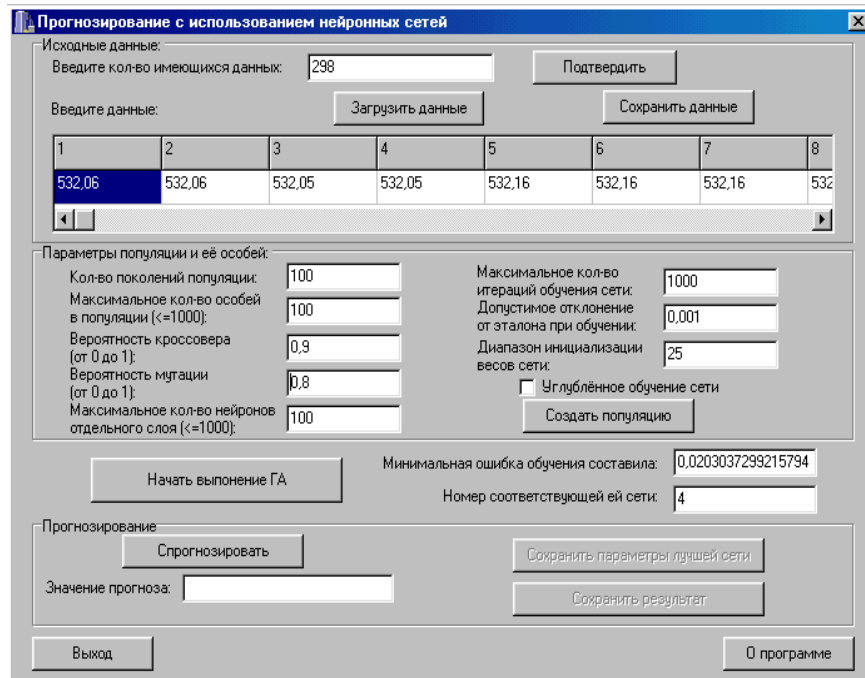 Прогнозирование с использованием нейронных сетей
Исходные данные:
Введите кол-во имеющихся данных: 298 Подтвердить
Введите данные: Загрузить данные Сохранить данные
1 2 3 4 5 6 7 8
532,06 532,06 532,05 532,05 532,16 532,16 532,16 532
Параметры популяции и её особей:
Кол-во поколений популяции: 100
Максимальное кол-во особей
в популяции (<=1000): 100
Вероятность кроссовера
(от 0 до 1): 0,9
Вероятность мутации
(от 0 до 1): 0,8
Максимальное кол-во нейронов
отдельного слоя (<=1000): 100
Максимальное кол-во
итераций обучения сети: 1000
Допустимое отклонение
от эталона при обучении: 0,001
Диапазон инициализации
весов сети: 25
Углублённое обучение сети
Создать популяцию
Начать выпонение ГА
Минимальная ошибка обучения составила: 0,0203037299215794
Номер соответствующей ей сети: 4
Прогнозирование
Спрогнозировать
Значение прогноза:
Сохранить параметры лучшей сети
Сохранить результат
Выход
О программе